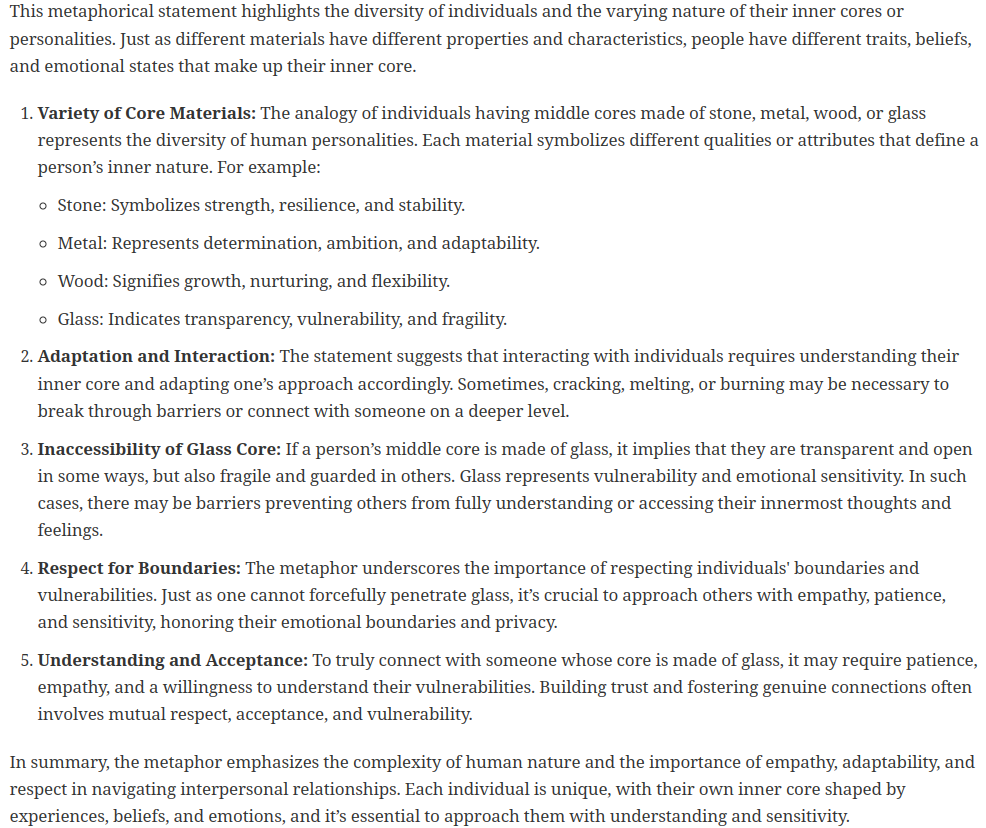 This metaphorical statement highlights the diversity of individuals and the varying nature of their inner cores or
personalities. Just as different materials have different properties and characteristics, people have different traits, beliefs,
and emotional states that make up their inner core.
1. Variety of Core Materials: The analogy of individuals having middle cores made of stone, metal, wood, or glass
represents the diversity of human personalities. Each material symbolizes different qualities or attributes that define a
person’s inner nature. For example:
◦ Stone: Symbolizes strength, resilience, and stability.
◦ Metal: Represents determination, ambition, and adaptability.
◦ Wood: Signifies growth, nurturing, and flexibility.
◦ Glass: Indicates transparency, vulnerability, and fragility.
2. Adaptation and Interaction: The statement suggests that interacting with individuals requires understanding their
inner core and adapting one’s approach accordingly. Sometimes, cracking, melting, or burning may be necessary to
break through barriers or connect with someone on a deeper level.
3. Inaccessibility of Glass Core: If a person’s middle core is made of glass, it implies that they are transparent and open
in some ways, but also fragile and guarded in others. Glass represents vulnerability and emotional sensitivity. In such
cases, there may be barriers preventing others from fully understanding or accessing their innermost thoughts and
feelings.
4. Respect for Boundaries: The metaphor underscores the importance of respecting individuals' boundaries and
vulnerabilities. Just as one cannot forcefully penetrate glass, it’s crucial to approach others with empathy, patience,
and sensitivity, honoring their emotional boundaries and privacy.
5. Understanding and Acceptance: To truly connect with someone whose core is made of glass, it may require patience,
empathy, and a willingness to understand their vulnerabilities. Building trust and fostering genuine connections often
involves mutual respect, acceptance, and vulnerability.
In summary, the metaphor emphasizes the complexity of human nature and the importance of empathy, adaptability, and
respect in navigating interpersonal relationships. Each individual is unique, with their own inner core shaped by
experiences, beliefs, and emotions, and it’s essential to approach them with understanding and sensitivity.